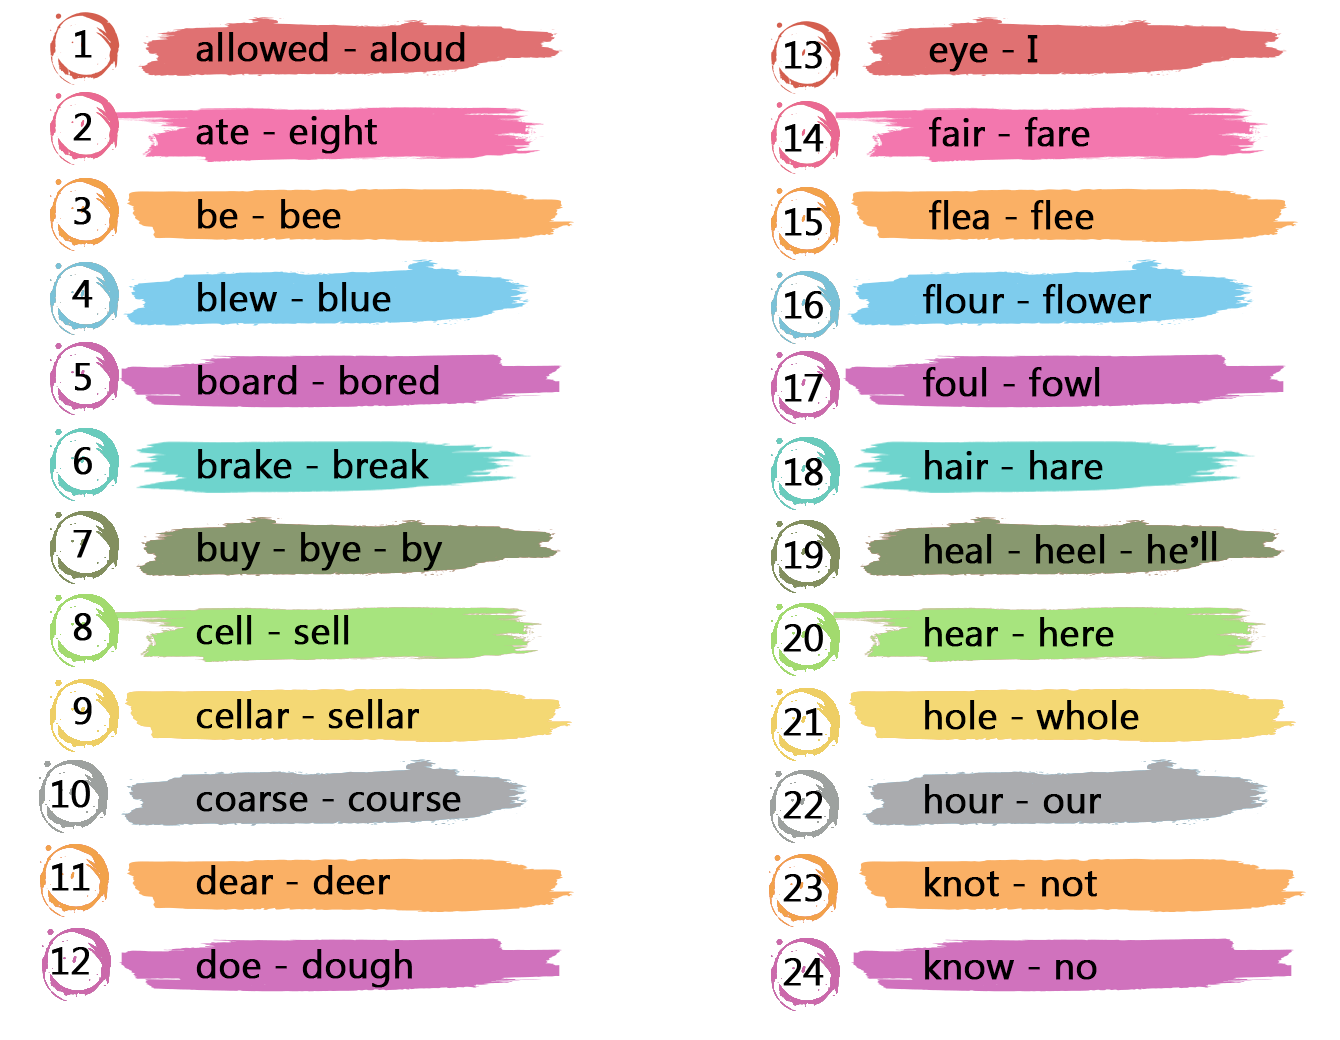 1 allowed - aloud
2 ate - eight
3 be - bee
4 blew - blue
5 board - bored
6 brake - break
7 buy - bye - by
8 cell - sell
9 cellar - sellar
10 coarse - course
11 dear - deer
12 doe - dough
13 eye - I
14 fair - fare
15 flea - flee
16 flour - flower
17 foul - fowl
18 hair - hare
19 heal - heel - he’ll
20 hear - here
21 hole - whole
22 hour - our
23 knot - not
24 know - no